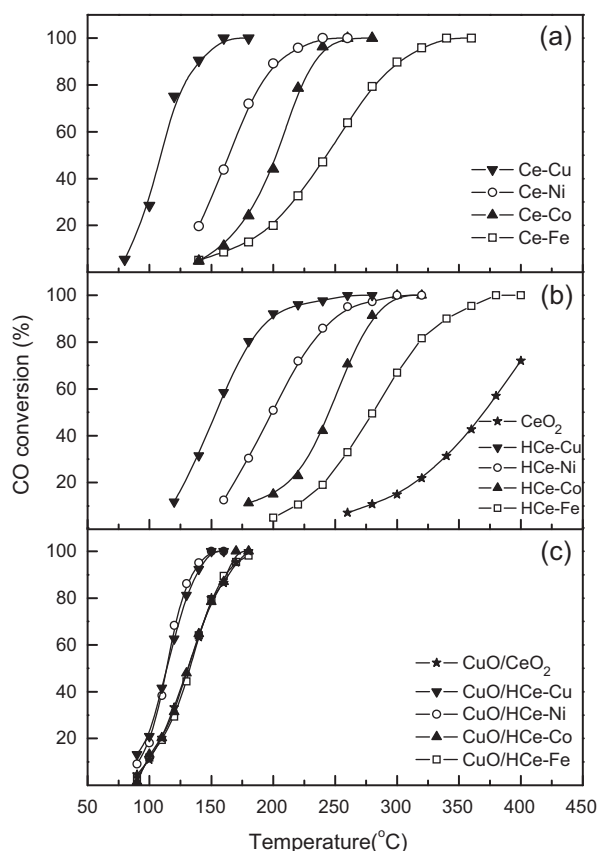 100
80
60
40
20
(a)
Ce-Cu
Ce-Ni
Ce-Co
Ce-Fe
CO conversion (%)
100
80
60
40
20
(b)
CeO2
HCe-Cu
HCe-Ni
HCe-Co
HCe-Fe
100
80
60
40
20
(c)
CuO/CeO2
CuO/HCe-Cu
CuO/HCe-Ni
CuO/HCe-Co
CuO/HCe-Fe
50 100 150 200 250 300 350 400 450
Temperature(°C)